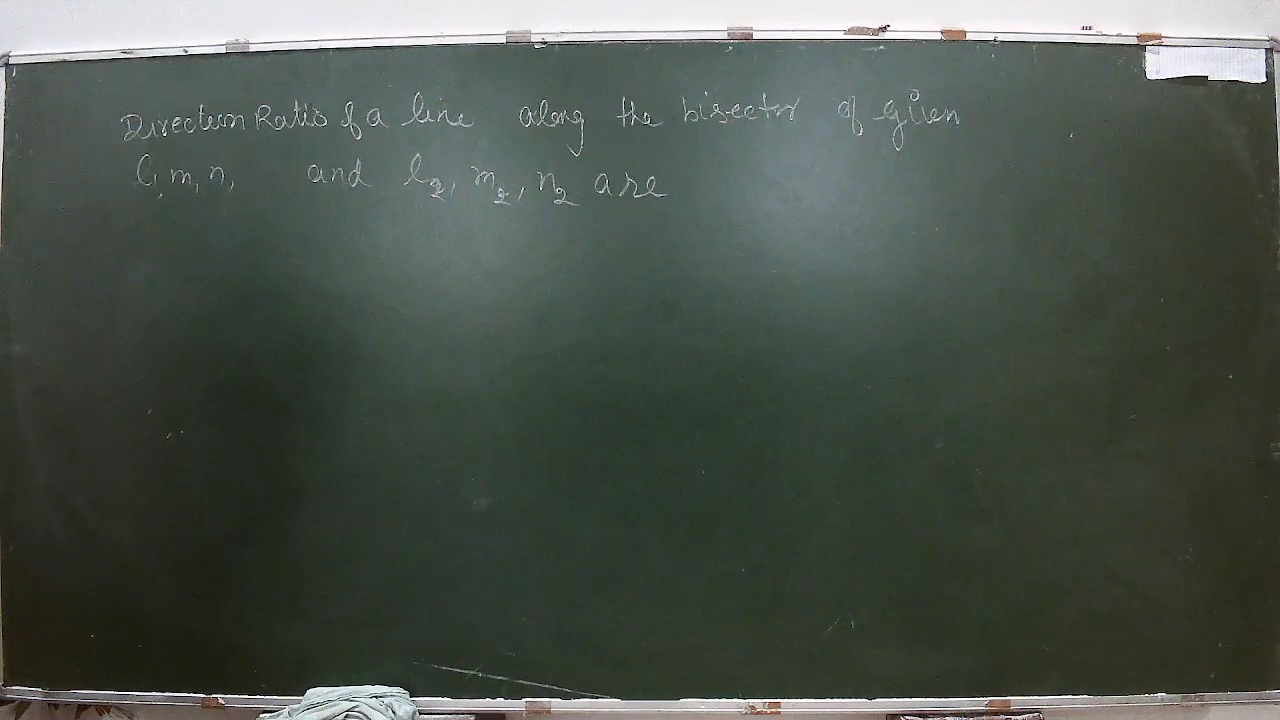 Direction Ratio of a line along the bisector of given
l₁ m₁ n₁ and l₂, m₂, n₂ are